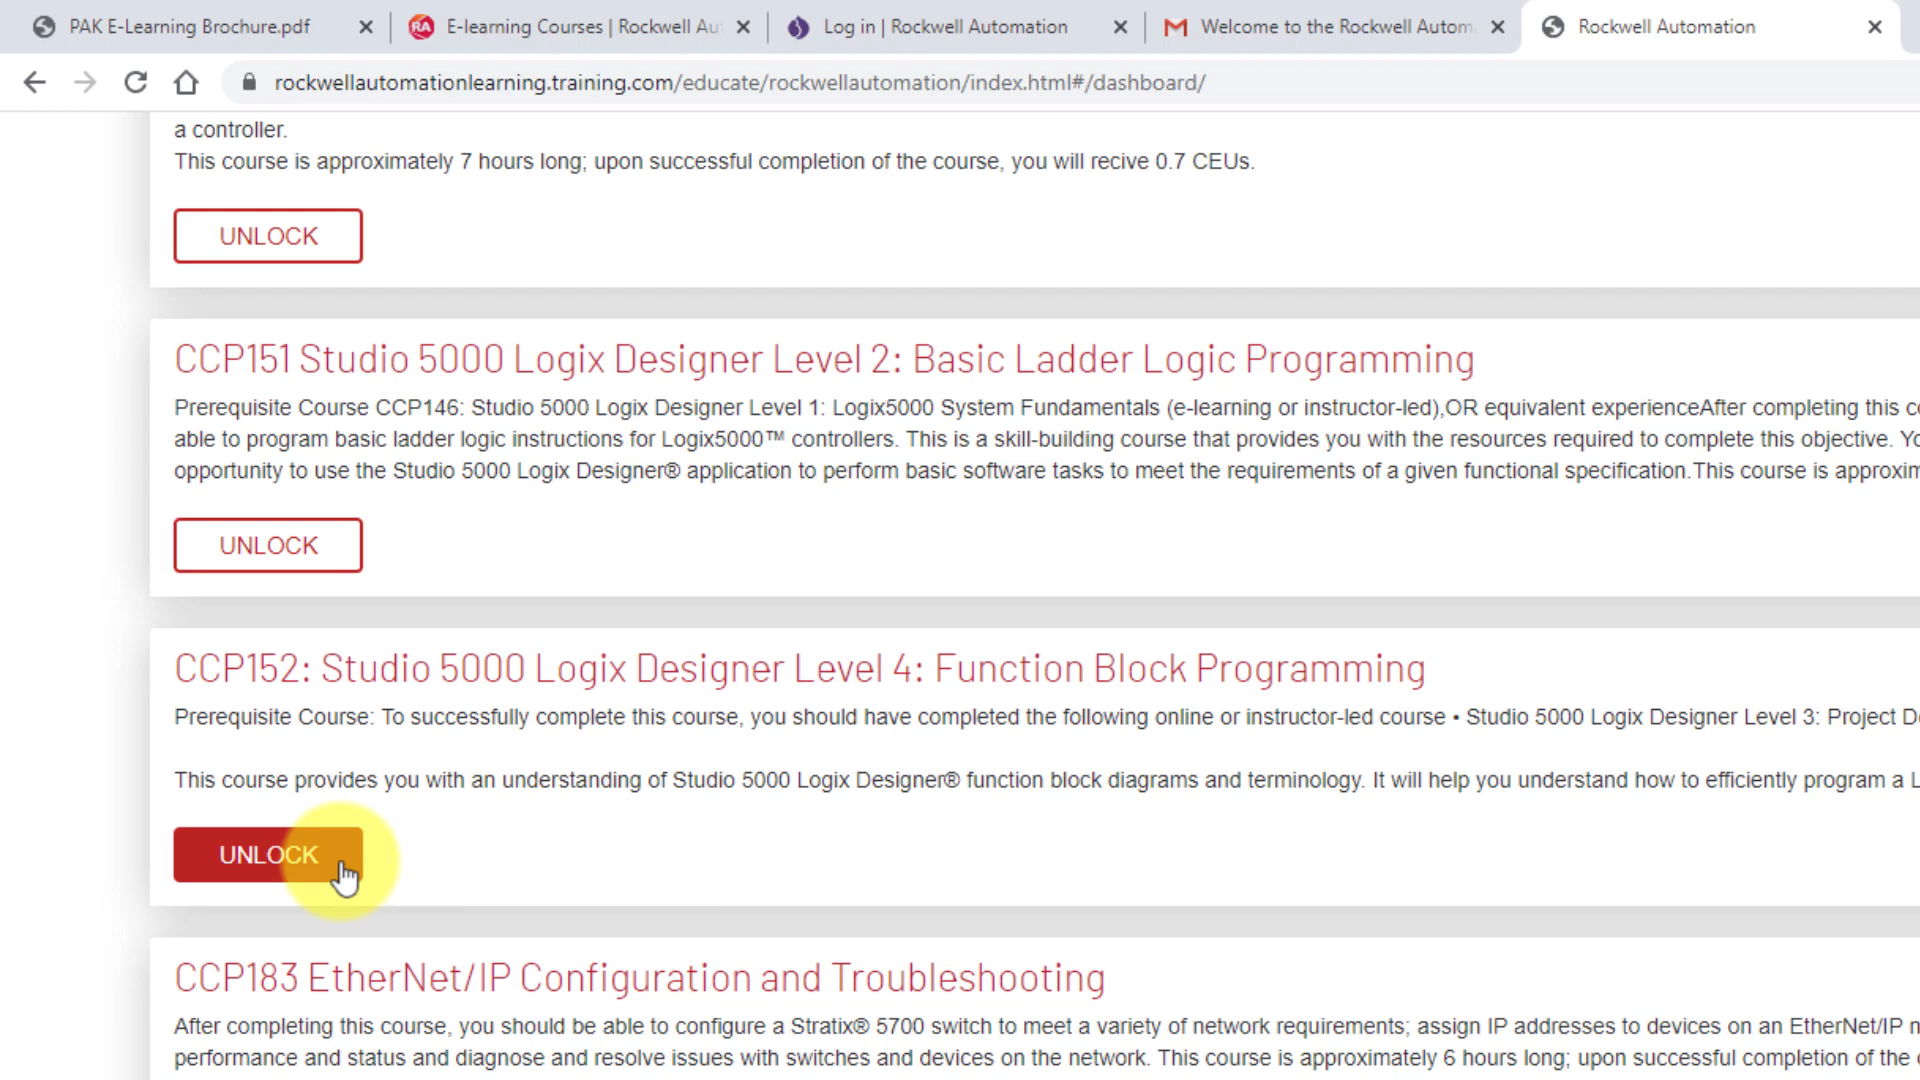 PAK E-Learning Brochure.pdf
E-learning Courses | Rockwell Au
Log in | Rockwell Automation
Welcome to the Rockwell Autom
Rockwell Automation
rockwellautomationlearning.training.com/educate/rockwellautomation/index.html#/dashboard/
a controller.
This course is approximately 7 hours long; upon successful completion of the course, you will recive 0.7 CEUs.
UNLOCK
CCP151 Studio 5000 Logix Designer Level 2: Basic Ladder Logic Programming
Prerequisite Course CCP146: Studio 5000 Logix Designer Level 1: Logix5000 System Fundamentals (e-learning or instructor-led),OR equivalent experienceAfter completing this c
able to program basic ladder logic instructions for Logix5000™ controllers. This is a skill-building course that provides you with the resources required to complete this objective. Yo
opportunity to use the Studio 5000 Logix Designer® application to perform basic software tasks to meet the requirements of a given functional specification.This course is approxim
UNLOCK
CCP152: Studio 5000 Logix Designer Level 4: Function Block Programming
Prerequisite Course: To successfully complete this course, you should have completed the following online or instructor-led course • Studio 5000 Logix Designer Level 3: Project D
This course provides you with an understanding of Studio 5000 Logix Designer® function block diagrams and terminology. It will help you understand how to efficiently program a L
UNLOCK
CCP183 EtherNet/IP Configuration and Troubleshooting
After completing this course, you should be able to configure a Stratix® 5700 switch to meet a variety of network requirements; assign IP addresses to devices on an EtherNet/IP n
performance and status and diagnose and resolve issues with switches and devices on the network. This course is approximately 6 hours long; upon successful completion of the